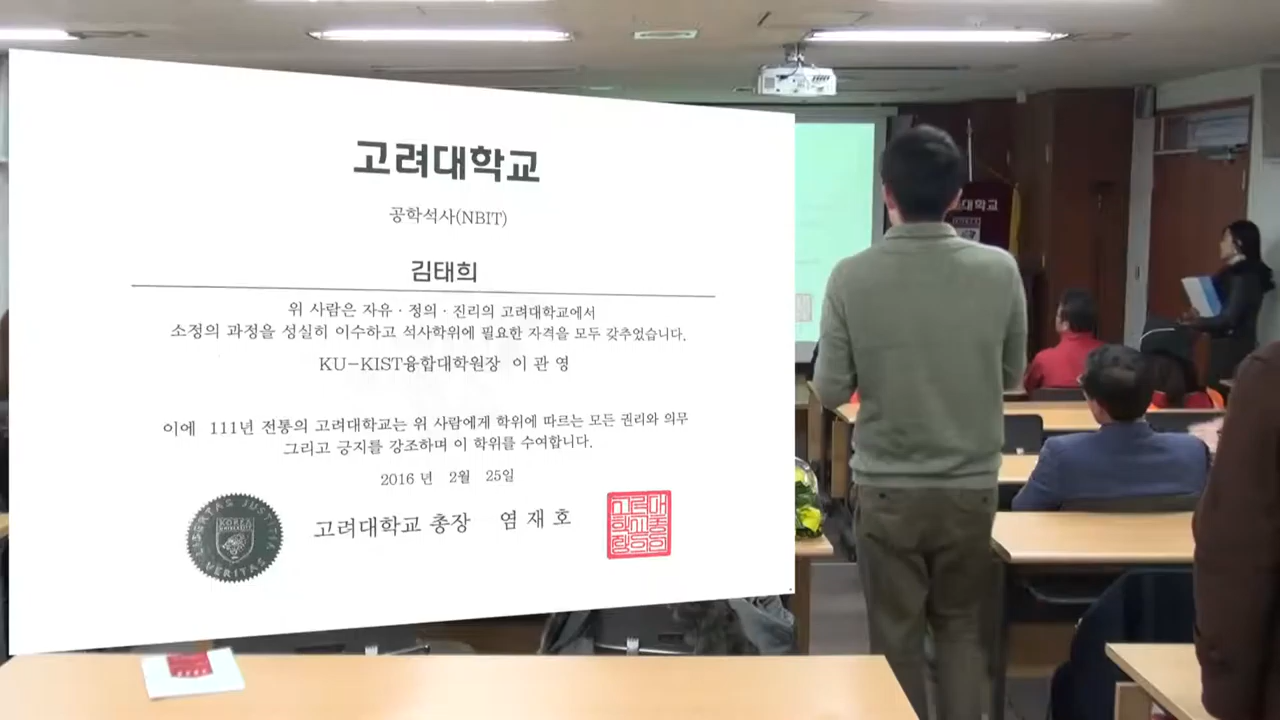 고려대학교
공학석사(NBIT)
김태희
위 사람은 자유 · 정의 · 진리의 고려대학교에서
소정의 과정을 성실히 이수하고 석사학위에 필요한 자격을 모두 갖추었습니다.
KU-KIST융합대학원장 이 관 영
이에 111년 전통의 고려대학교는 위 사람에게 학위에 따르는 모든 권리와 의무
그리고 긍지를 강조하며 이 학위를 수여합니다.
2016 년 2월 25일
고려대학교 총장 염 재 호
KOREA
UNIVERSITY
VERITAS
대학교